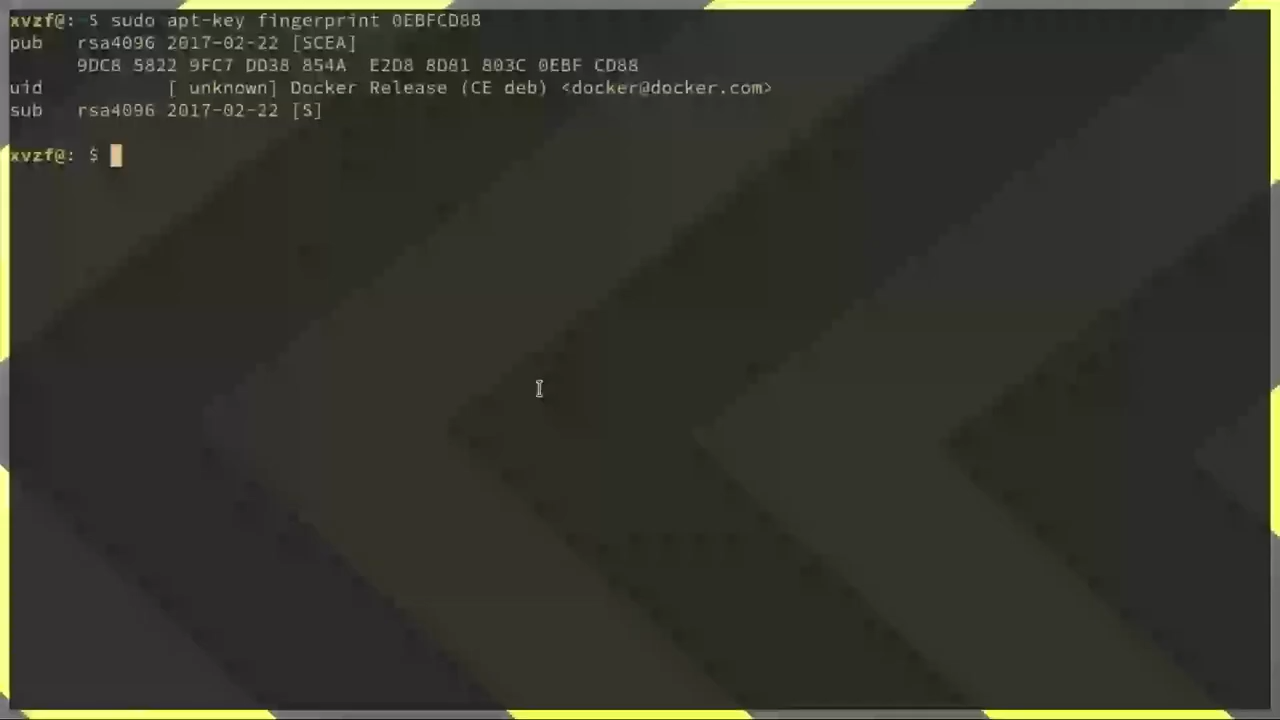 xvzf@: $ sudo apt-key fingerprint 0EBFCD88
pub   rsa4096 2017-02-22 [SCEA]
      9DC8 5822 9FC7 DD38 854A  E2D8 8D81 803C 0EBF CD88
uid           [ unknown] Docker Release (CE deb) <docker@docker.com>
sub   rsa4096 2017-02-22 [S]
xvzf@: $